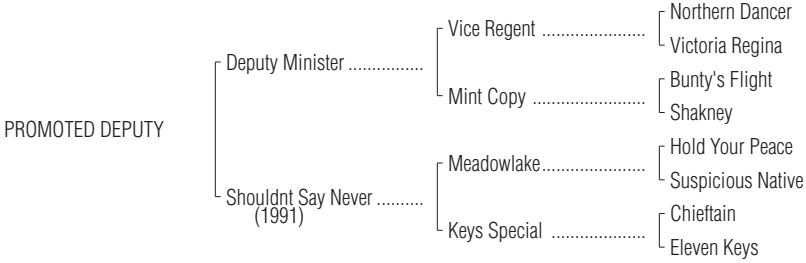 Northern Dancer
Vice Regent ......................
Victoria Regina
Deputy Minister ................
Bunty's Flight
Mint Copy ........................
Shakney
PROMOTED DEPUTY
Hold Your Peace
Meadowlake......................
Suspicious Native
Shouldnt Say Never ..........
(1991)
Chieftain
Keys Special ....................
Eleven Keys